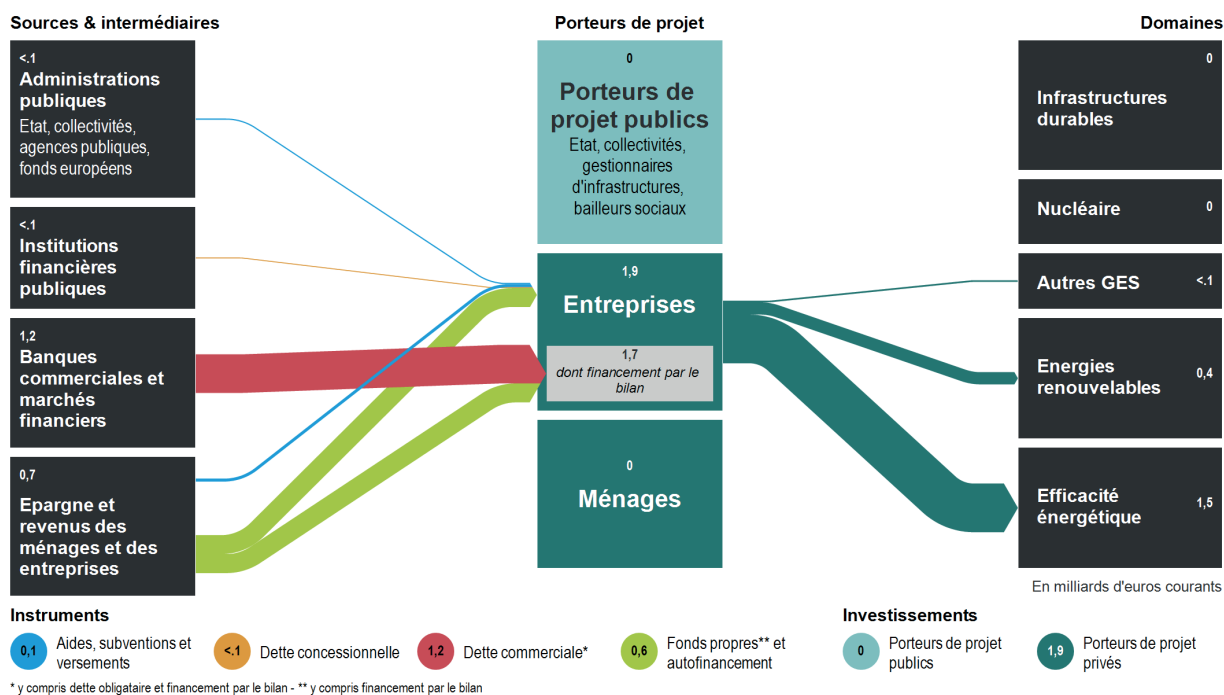 Sources & intermédiaires
Porteurs de projet
Domaines
<.1
Administrations
publiques
Etat, collectivités,
agences publiques,
fonds européens
<.1
Institutions
financières
publiques
1,2
Banques
commerciales et
marchés
financiers
0,7
Epargne et
revenus des
ménages et des
entreprises
0
Porteurs de
projet publics
Etat, collectivités,
gestionnaires
d'infrastructures,
bailleurs sociaux
1,9
Entreprises
1,7
dont financement par le
bilan
0
Ménages
0
Infrastructures
durables
Nucléaire
0
Autres GES
<.1
Energies
renouvelables
0,4
Efficacité
énergétique
1,5
En milliards d'euros courants
Instruments
0,1
Aides, subventions et
versements
<.1
Dette concessionnelle
1,2
Dette commerciale*
0,6
Fonds propres** et
autofinancement
Investissements
0
Porteurs de projet
publics
1,9
Porteurs de projet
privés
* y compris dette obligataire et financement par le bilan - ** y compris financement par le bilan